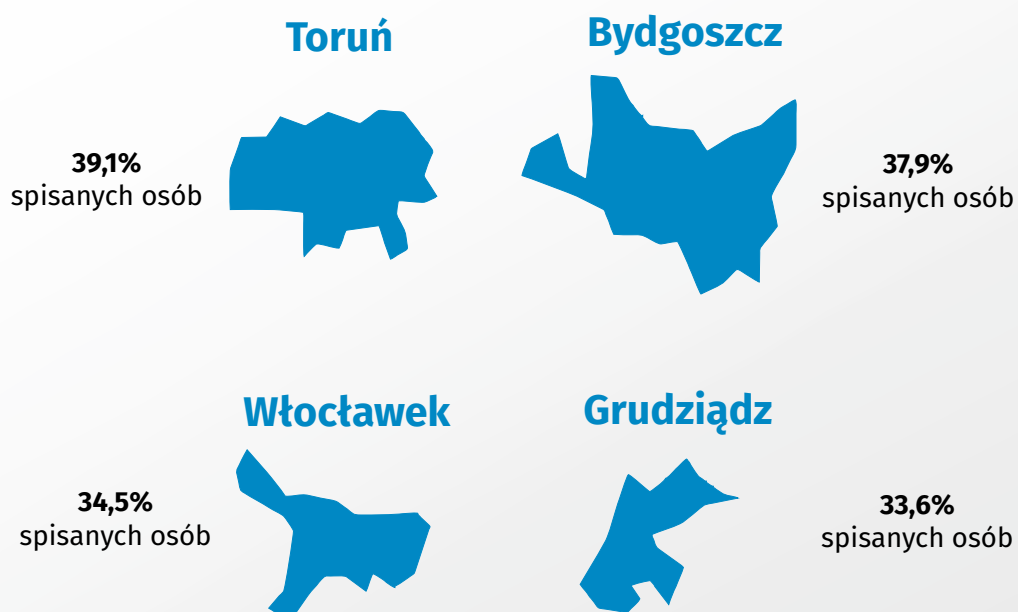 Toruń
39,1%
spisanych osób
Bydgoszcz
37,9%
spisanych osób
Włocławek
34,5%
spisanych osób
Grudziądz
33,6%
spisanych osób